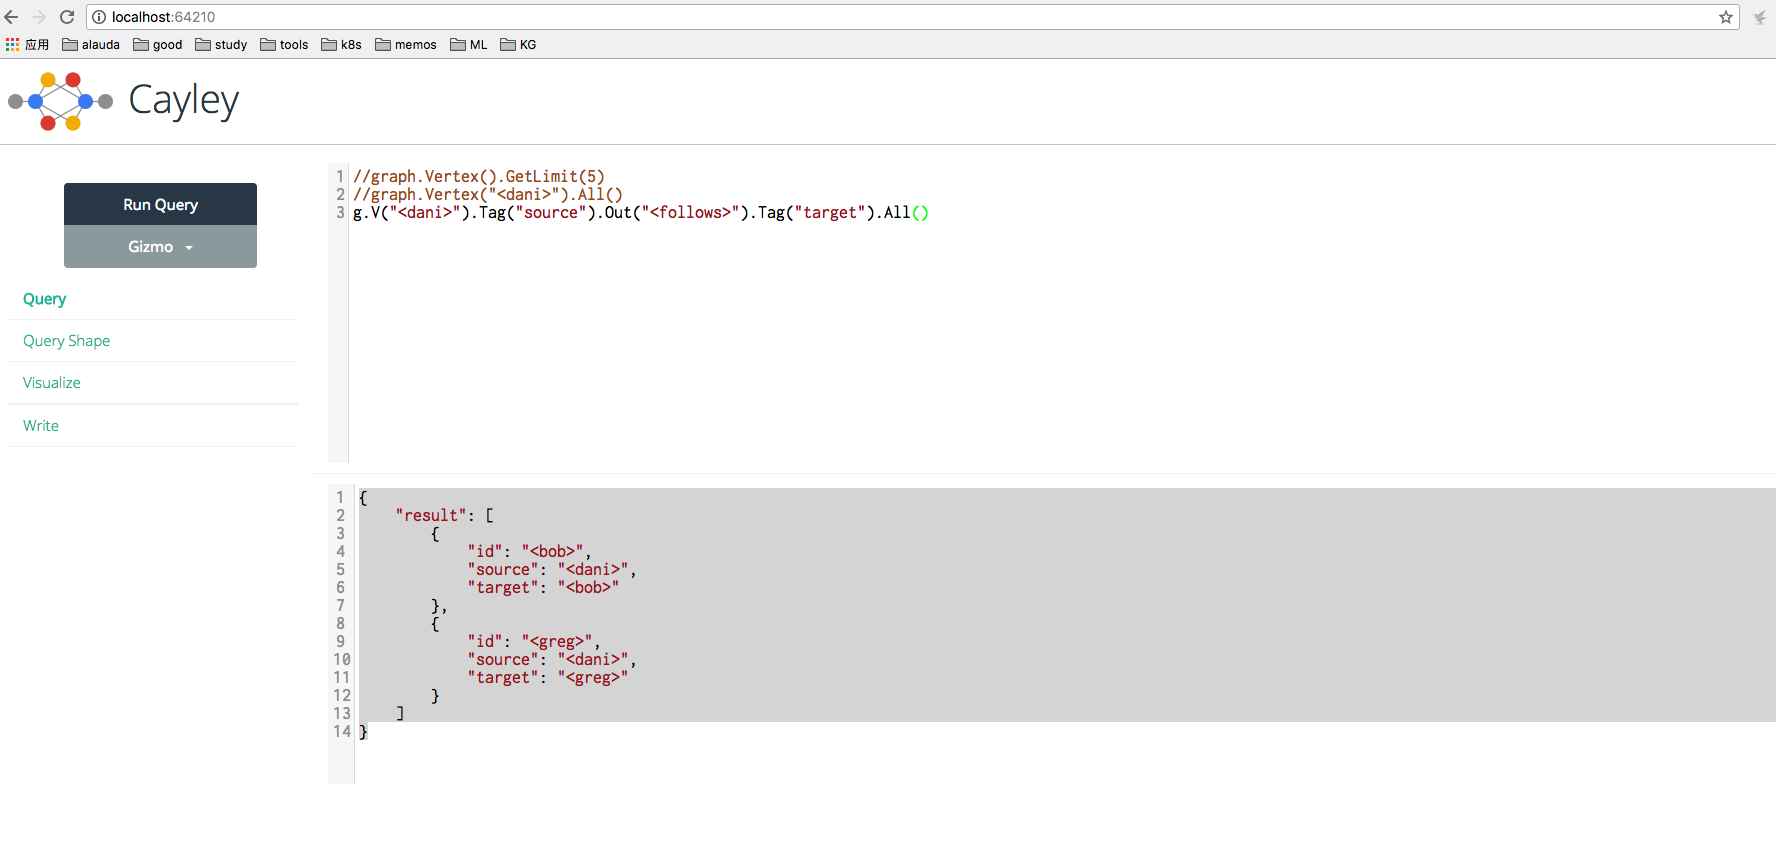 localhost:64210
应用 alauda good study tools k8s memos ML KG
Cayley
Run Query
Gizmo
Query
Query Shape
Visualize
Write
1 //graph.Vertex().GetLimit(5)
2 //graph.Vertex("<dani>").All()
3 g.V("<dani>").Tag("source").Out("<follows>").Tag("target").All()
1 {
2 "result": [
3 {
4 "id": "<bob>",
5 "source": "<dani>",
6 "target": "<bob>"
7 },
8 {
9 "id": "<greg>",
10 "source": "<dani>",
11 "target": "<greg>"
12 }
13 ]
14 }